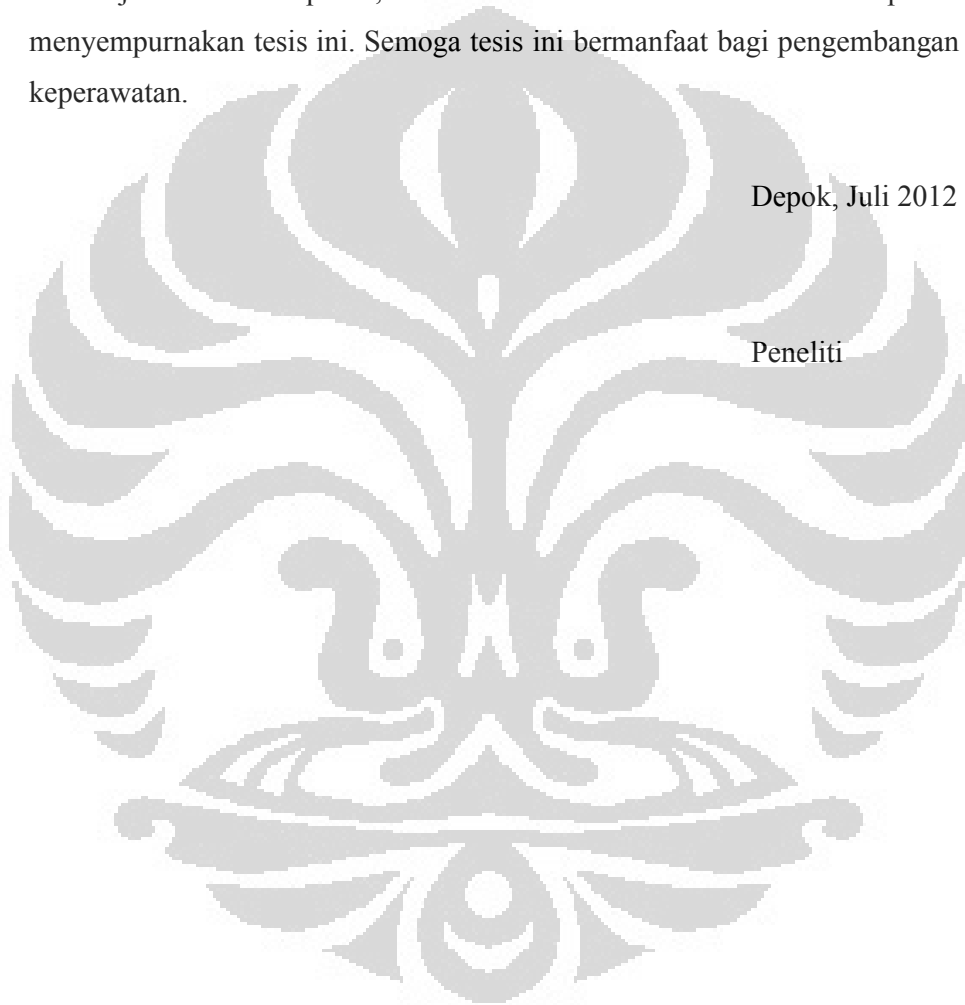 menyempurnakan tesis ini. Semoga tesis ini bermanfaat bagi pengembangan
keperawatan.
Depok, Juli 2012
Peneliti